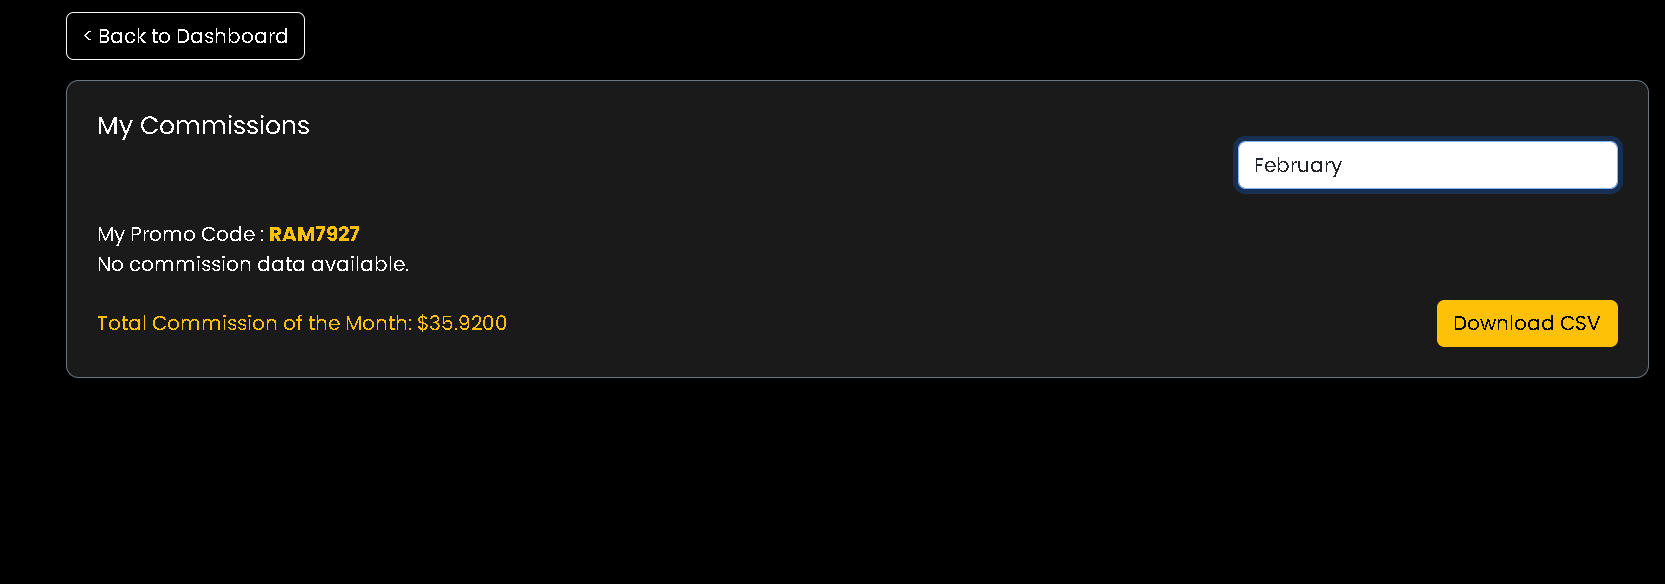 < Back to Dashboard
My Commissions
February
My Promo Code : RAM7927
No commission data available.
Total Commission of the Month: $35.9200
Download CSV